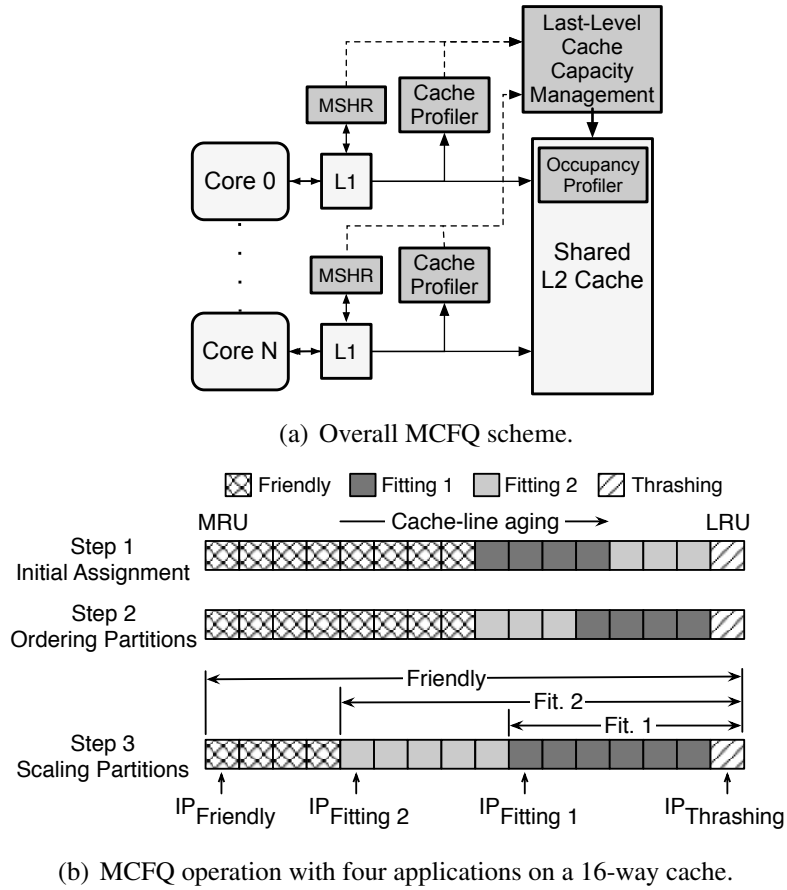 Last-Level
Cache
Capacity
Management
MSHR
Cache
Profiler
Core 0
L1
Occupancy
Profiler
Shared
L2 Cache
MSHR
Cache
Profiler
Core N
L1
(a) Overall MCFQ scheme.
Friendly Fitting 1 Fitting 2 Thrashing
MRU Cache-line aging LRU
Step 1
Initial Assignment
Step 2
Ordering Partitions
Friendly
Fit. 2
Fit. 1
Step 3
Scaling Partitions
IPFriendly IPFitting 2 IPFitting 1 IPThrashing
(b) MCFQ operation with four applications on a 16-way cache.